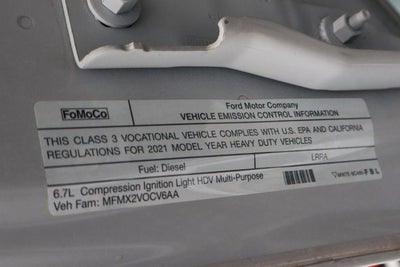 FoMoCo
Ford Motor Company
VEHICLE EMISSION CONTROL INFORMATION
THIS CLASS 3 VOCATIONAL VEHICLE COMPLIES WITH U.S. EPA AND CALIFORNIA
REGULATIONS FOR 2021 MODEL YEAR HEAVY DUTY VEHICLES
Fuel: Diesel
LRRA
6.7L Compression Ignition Light HDV Multi-Purpose
Veh Fam: MFMX2VOCV6AA
FBL